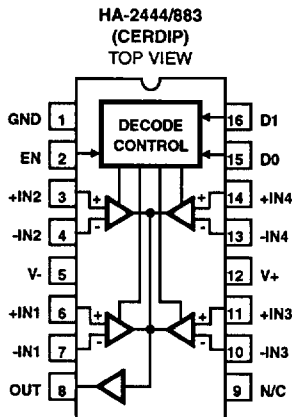 HA-2444/883
(CERDIP)
TOP VIEW
GND 1 16 D1
DECODE
CONTROL
EN 2 15 D0
+IN2 3 + + 14 +IN4
-IN2 4 - - 13 -IN4
V- 5 12 V+
+IN1 6 + + 11 +IN3
-IN1 7 - - 10 -IN3
OUT 8 9 N/C